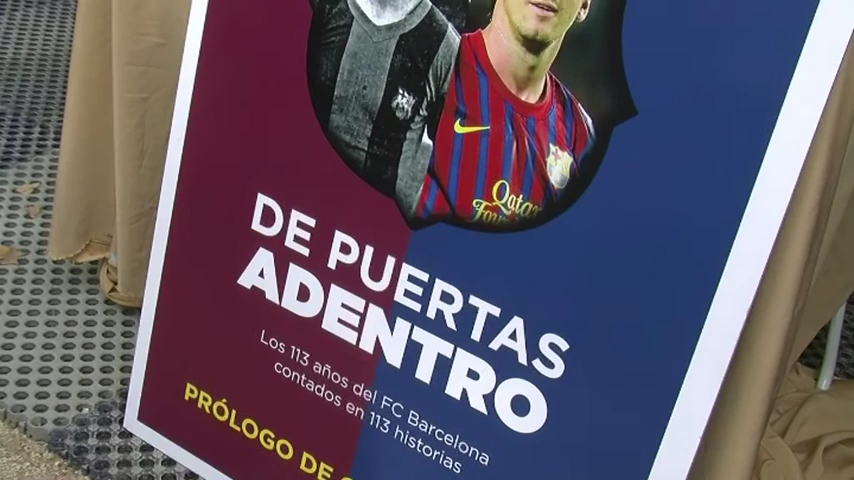 Qatar
DE PUERTAS
ADENTRO
Los 113 años del FC Barcelona
contados en 113 historias
PRÓLOGO DE